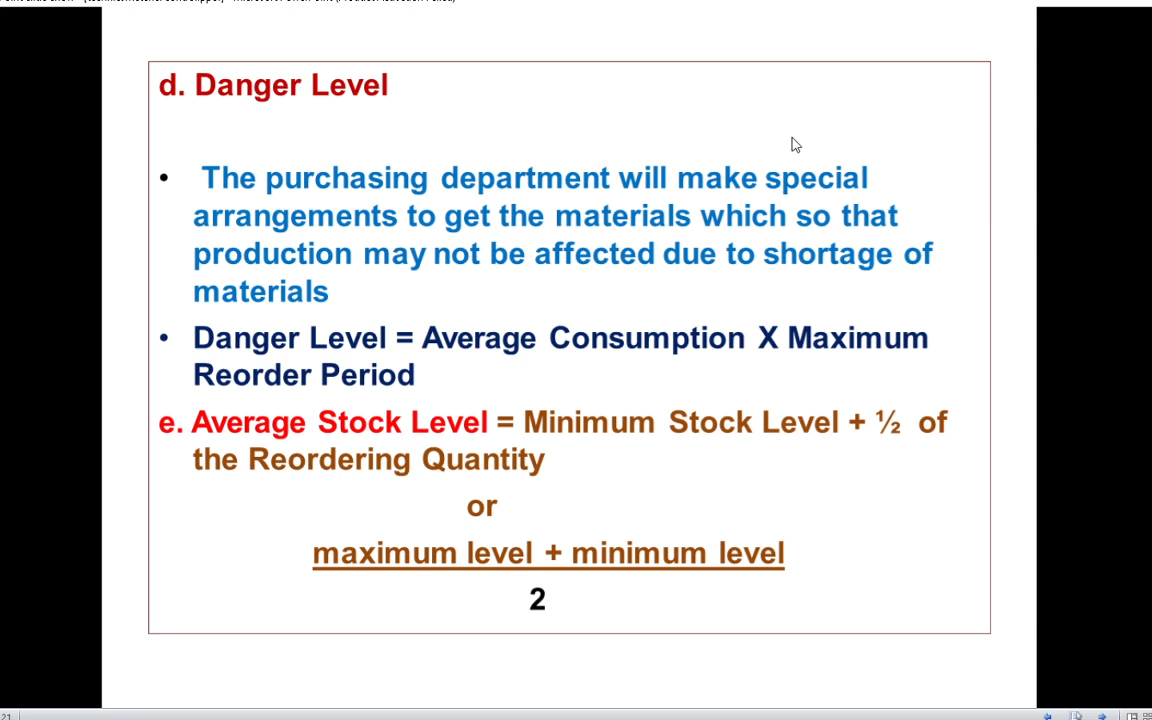 d. Danger Level
• The purchasing department will make special
arrangements to get the materials which so that
production may not be affected due to shortage of
materials
• Danger Level = Average Consumption X Maximum
Reorder Period
e. Average Stock Level = Minimum Stock Level + ½ of
the Reordering Quantity
or
maximum level + minimum level
2
21